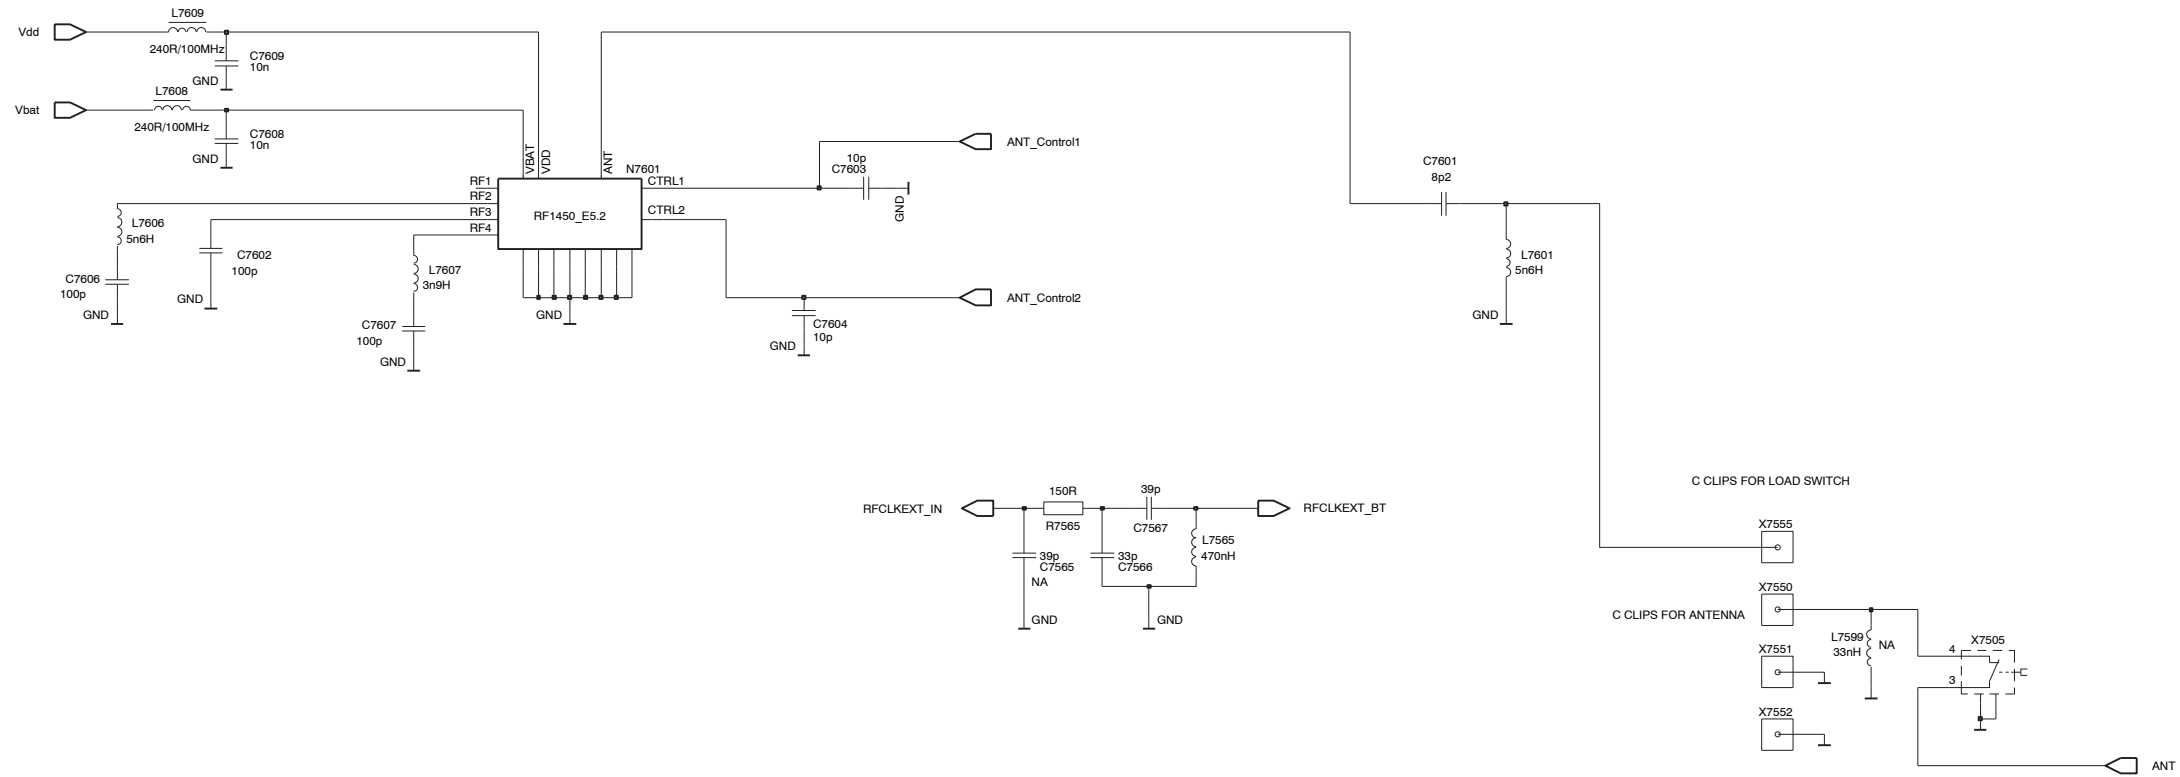 L7609
Vdd
240R/100MHz
C7609
10n
GND
L7608
Vbat
240R/100MHz
C7608
10n
GND
VBAT
VDD
ANT
N7601
RF1
RF2
RF3
RF4
RF1450_E5.2
CTRL1
CTRL2
10p
C7603
GND
ANT_Control1
L7606
5n6H
C7606
100p
GND
C7602
100p
GND
L7607
3n9H
C7607
100p
GND
GND
ANT_Control2
C7604
10p
GND
C7601
8p2
L7601
5n6H
GND
RFCLKEXT_IN
150R
R7565
39p
C7567
RFCLKEXT_BT
39p
C7565
NA
GND
33p
C7566
L7565
470nH
GND
C CLIPS FOR LOAD SWITCH
X7555
X7550
C CLIPS FOR ANTENNA
L7599
33nH
NA
X7551
X7552
X7505
4
3
ANT